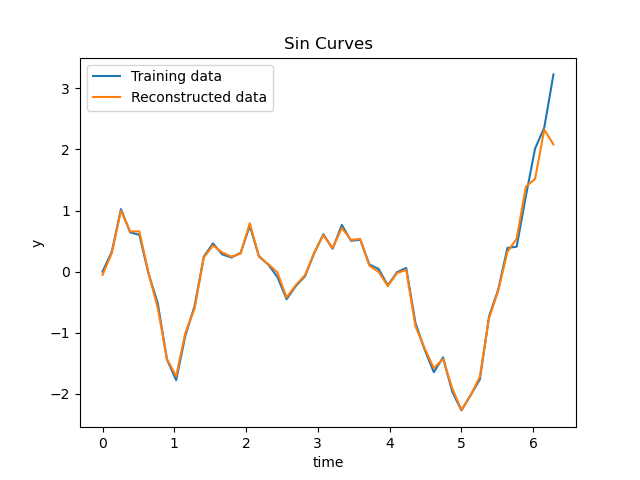 Sin Curves
Training data
Reconstructed data
3
2
1
0
−1
−2
y
0 1 2 3 4 5 6
time